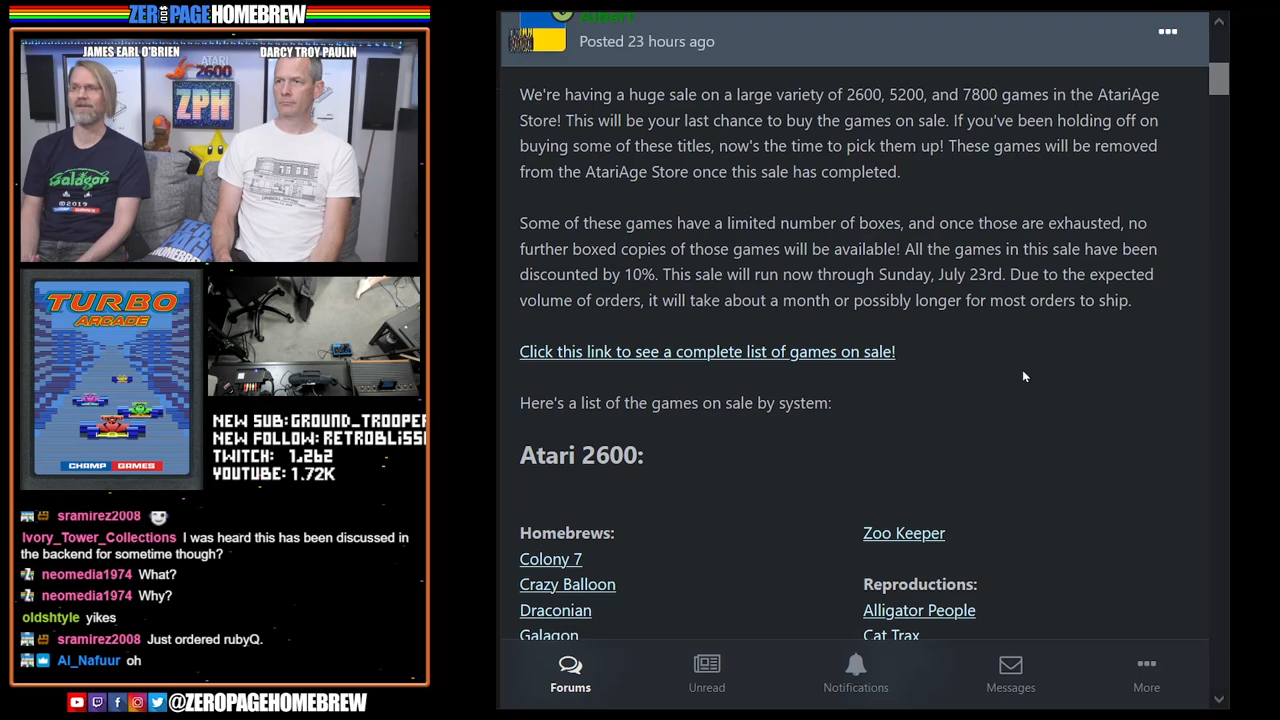 ZEROPAGEHOMEBREW
JAMES EARL O'BRIEN
DARCY TROY PAULIN
ATARI
2600
ZPH
Galagon
©2019
CHAMP GAMES
TURBO
ARCADE
CHAMP GAMES
NEW SUB:GROUND_TROOPER
NEW FOLLOW:RETROBLISS
TWITCH: 1.262
YOUTUBE: 1.72K
sramirez2008
Ivory_Tower_Collections I was heard this has been discussed in
the backend for sometime though?
neomedia1974 What?
neomedia1974 Why?
oldshtyle yikes
sramirez2008 Just ordered rubyQ.
Al_Nafuur oh
@ZEROPAGEHOMEBREW
Albert
Posted 23 hours ago
We're having a huge sale on a large variety of 2600, 5200, and 7800 games in the AtariAge
Store! This will be your last chance to buy the games on sale. If you've been holding off on
buying some of these titles, now's the time to pick them up! These games will be removed
from the AtariAge Store once this sale has completed.
Some of these games have a limited number of boxes, and once those are exhausted, no
further boxed copies of those games will be available! All the games in this sale have been
discounted by 10%. This sale will run now through Sunday, July 23rd. Due to the expected
volume of orders, it will take about a month or possibly longer for most orders to ship.
Click this link to see a complete list of games on sale!
Here's a list of the games on sale by system:
Atari 2600:
Homebrews:
Colony 7
Crazy Balloon
Draconian
Galagon
Zoo Keeper
Reproductions:
Alligator People
Cat Trax
Forums
Unread
Notifications
Messages
More